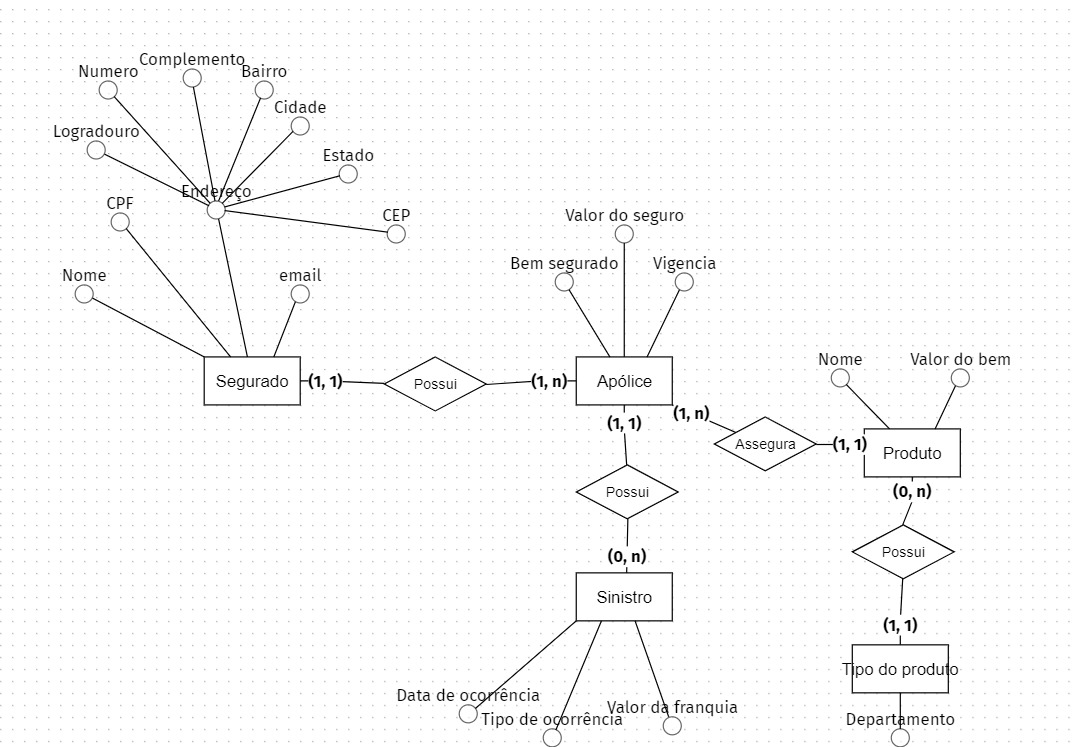 Complemento
Numero
Bairro
Cidade
Logradouro
Estado
Endereço
CPF
CEP
Valor do seguro
Bem segurado
Vigencia
Nome
email
Nome
Valor do bem
Segurado
(1, 1)
Possui
(1, n)
Apólice
(1, n)
(1, 1)
Assegura
(1, 1)
Produto
Possui
(0, n)
Possui
(0, n)
Sinistro
(1, 1)
Tipo do produto
Data de ocorrência
Tipo de ocorrência
Valor da franquia
Departamento